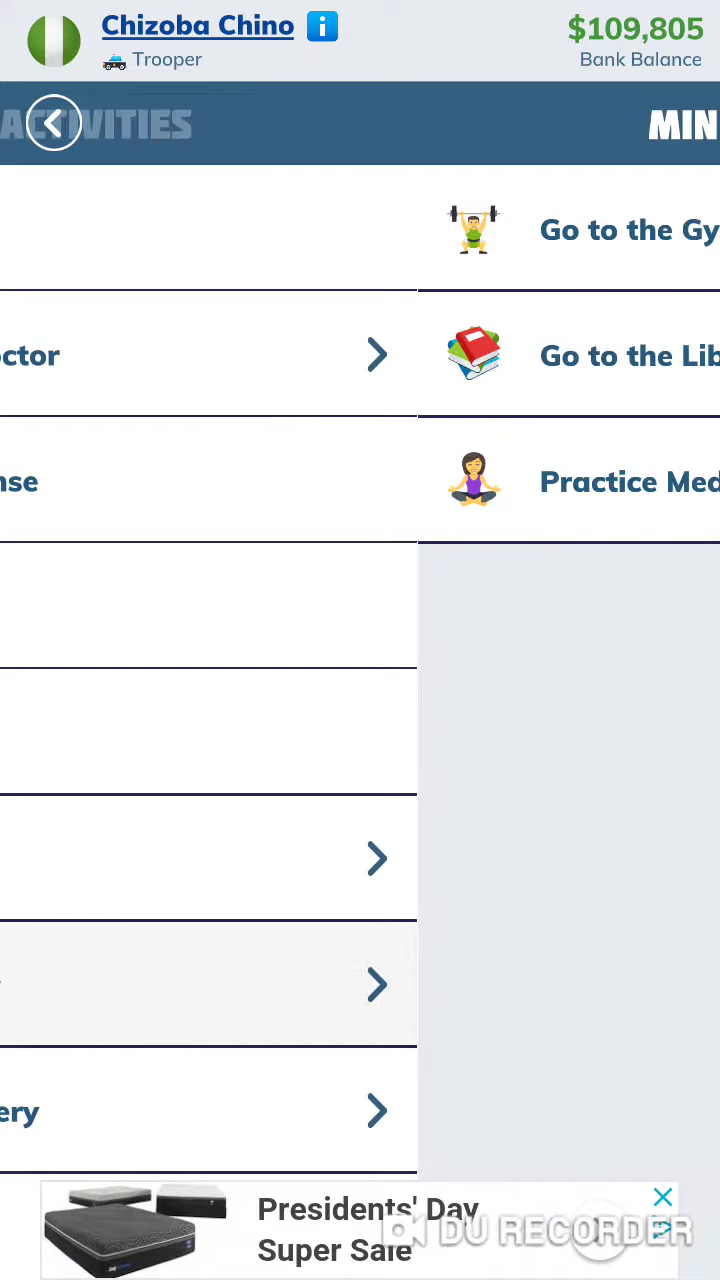 Chizoba Chino i
Trooper
$109,805
Bank Balance
ACTIVITIES
MIN
Go to the Gy
ctor
Go to the Lib
nse
Practice Med
ery
Presidents' Day
Super Sale
DU RECORDER